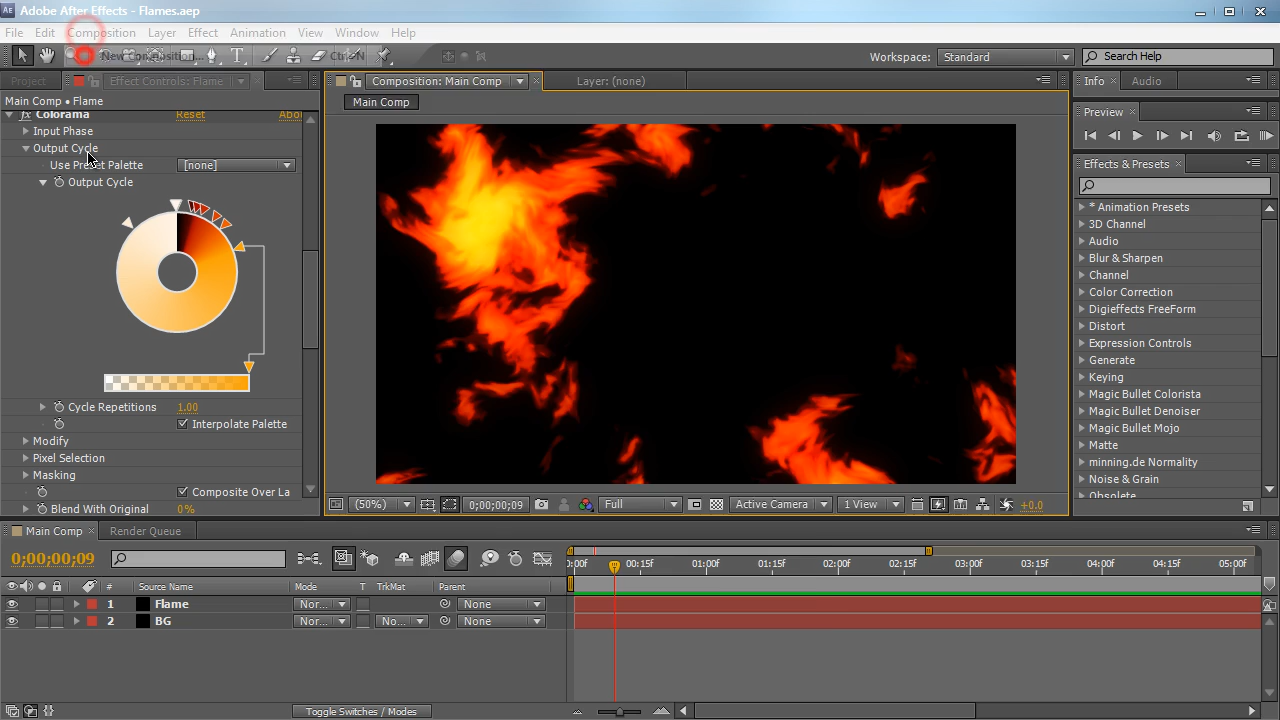 Adobe After Effects - Flames.aep
File Edit Composition Layer Effect Animation View Window Help
New Composition... Ctrl+N
Workspace: Standard Search Help
Project Effect Controls: Flame Composition: Main Comp Layer: (none) Info Audio
Main Comp • Flame Main Comp
Colorama Reset Abo
Input Phase
Output Cycle
Use Preset Palette [none]
Output Cycle
Cycle Repetitions 1.00
Interpolate Palette
Modify
Pixel Selection
Masking
Composite Over La
Blend With Original 0%
(50%) 0;00;00;09 Full Active Camera 1 View +0.0
Preview
Effects & Presets
* Animation Presets
3D Channel
Audio
Blur & Sharpen
Channel
Color Correction
Digieffects FreeForm
Distort
Expression Controls
Generate
Keying
Magic Bullet Colorista
Magic Bullet Denoiser
Magic Bullet Mojo
Matte
minning.de Normality
Noise & Grain
Obsolete
Main Comp Render Queue
0;00;00;09
):00f 00:15f 01:00f 01:15f 02:00f 02:15f 03:00f 03:15f 04:00f 04:15f 05:00f
# Source Name Mode T TrkMat Parent
1 Flame Nor... None
2 BG Nor... No... None
Toggle Switches / Modes